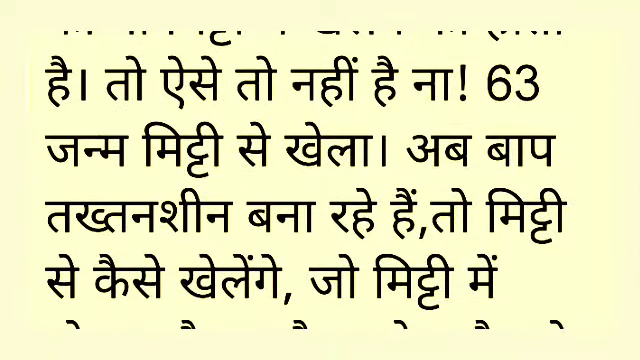 है। तो ऐसे तो नहीं है ना! 63
जन्म मिट्टी से खेला। अब बाप
तख्तनशीन बना रहे हैं,तो मिट्टी
से कैसे खेलेंगे, जो मिट्टी में